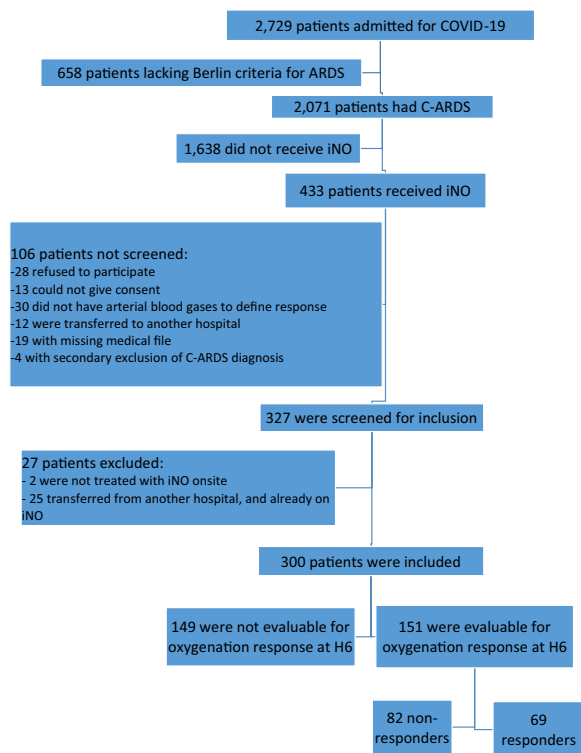 2,729 patients admitted for COVID-19
658 patients lacking Berlin criteria for ARDS
2,071 patients had C-ARDS
1,638 did not receive iNO
433 patients received iNO
106 patients not screened:
-28 refused to participate
-13 could not give consent
-30 did not have arterial blood gases to define response
-12 were transferred to another hospital
-19 with missing medical file
-4 with secondary exclusion of C-ARDS diagnosis
327 were screened for inclusion
27 patients excluded:
- 2 were not treated with iNO onsite
- 25 transferred from another hospital, and already on
iNO
300 patients were included
149 were not evaluable for
oxygenation response at H6
151 were evaluable for
oxygenation response at H6
82 non-
responders
69
responders